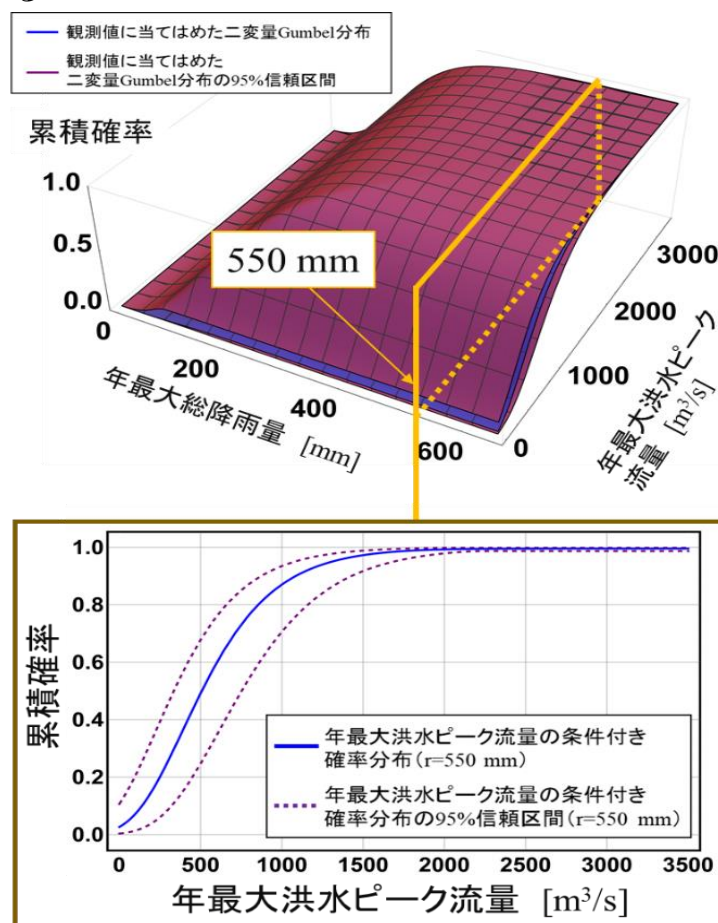 観測値に当てはめた二変量Gumbel分布
観測値に当てはめた
二変量Gumbel分布の95%信頼区間
累積確率
1.0
0.5
0.0
0
200
400
600
年最大総降雨量 [mm]
550 mm
0
1000
2000
3000
年最大洪水ピーク
流量 [m³/s]
累積確率
1.0
0.8
0.6
0.4
0.2
0.0
年最大洪水ピーク流量の条件付き
確率分布(r=550 mm)
年最大洪水ピーク流量の条件付き
確率分布の95%信頼区間(r=550 mm)
0 500 1000 1500 2000 2500 3000 3500
年最大洪水ピーク流量 [m³/s]